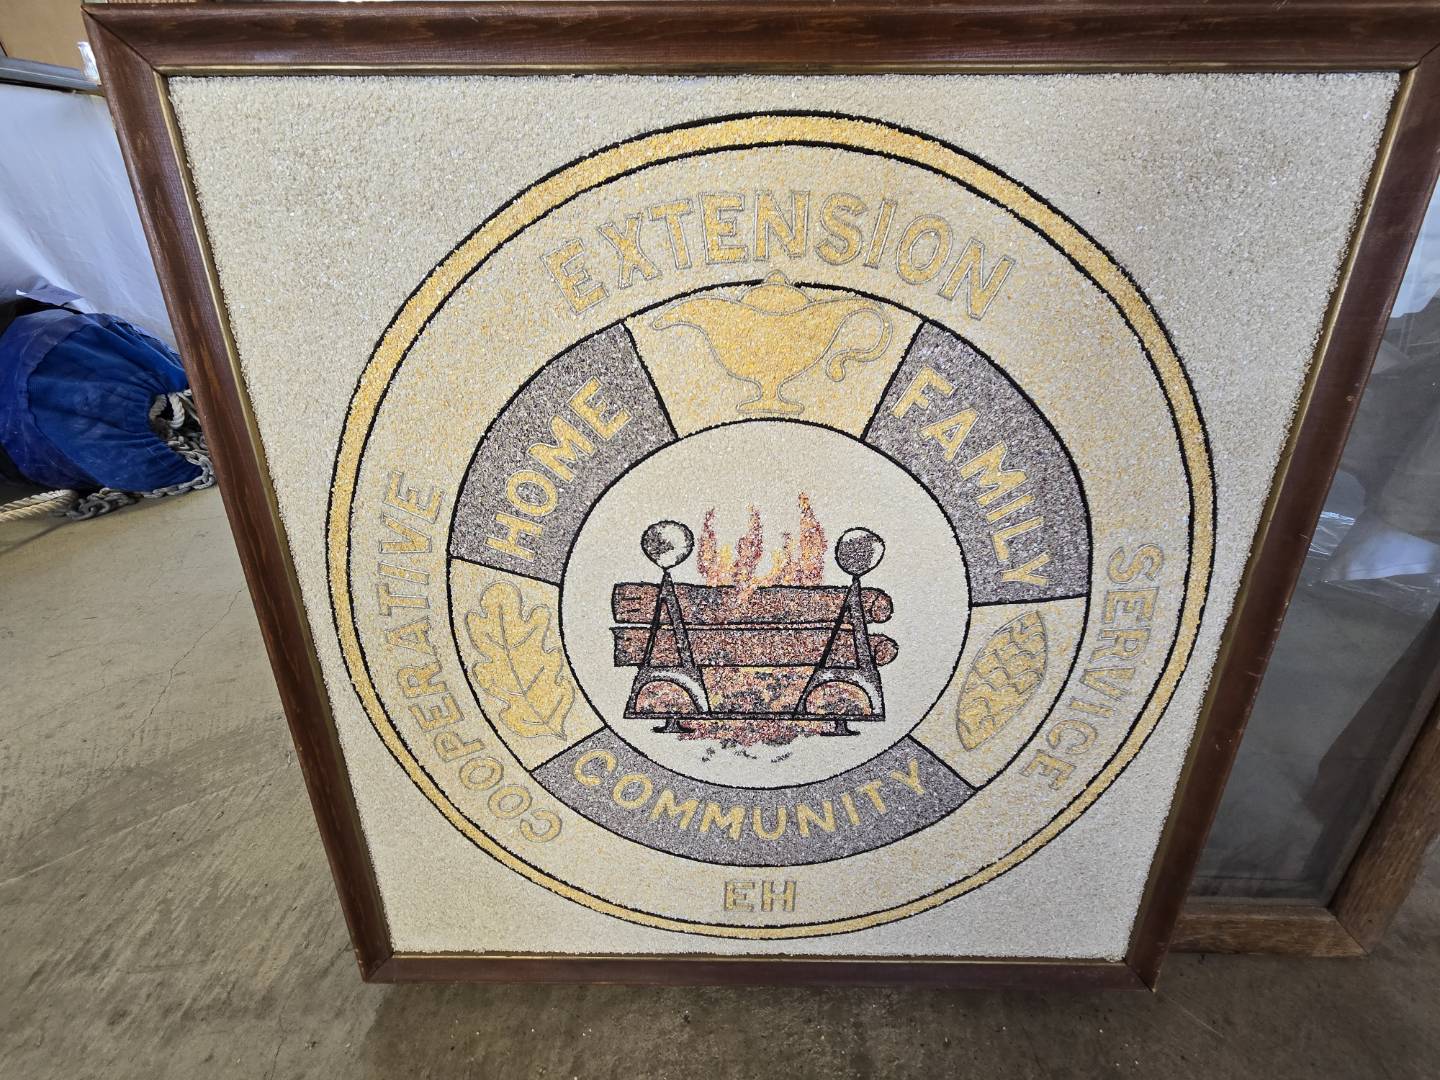 COOPERATIVE EXTENSION SERVICE
HOME
FAMILY
COMMUNITY
EH